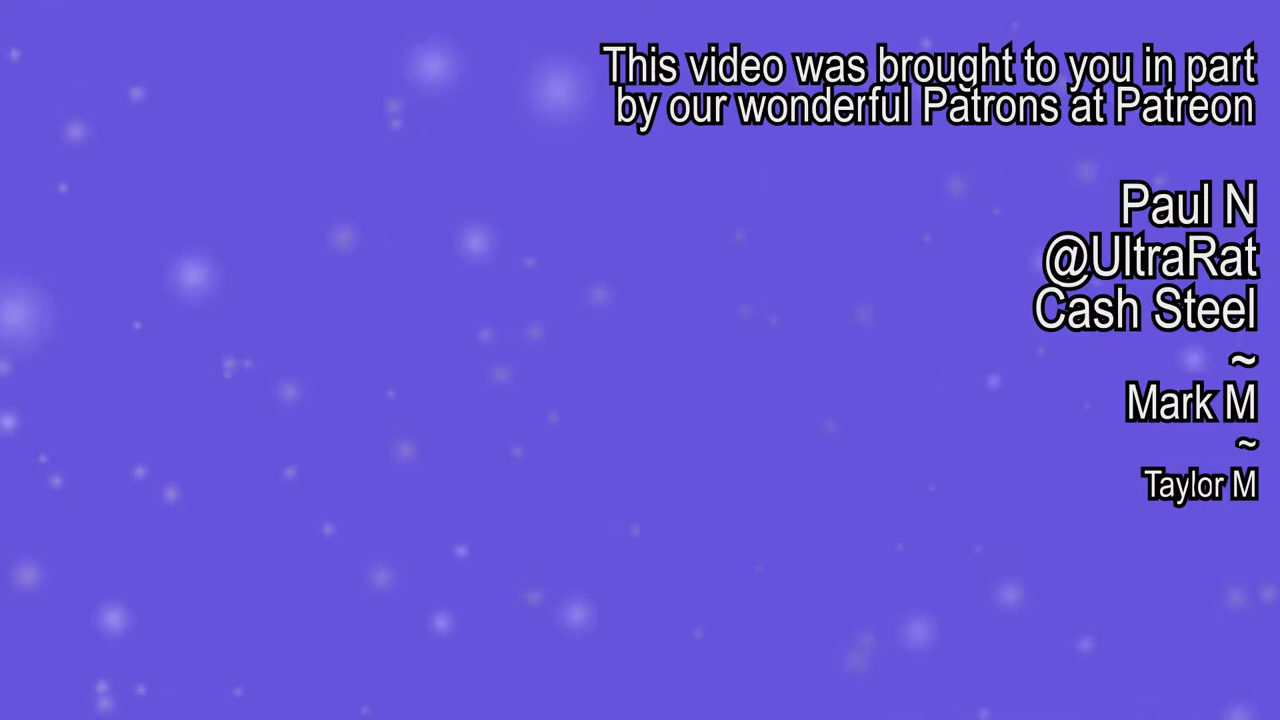 This video was brought to you in part
by our wonderful Patrons at Patreon
Paul N
@UltraRat
Cash Steel
~
Mark M
~
Taylor M